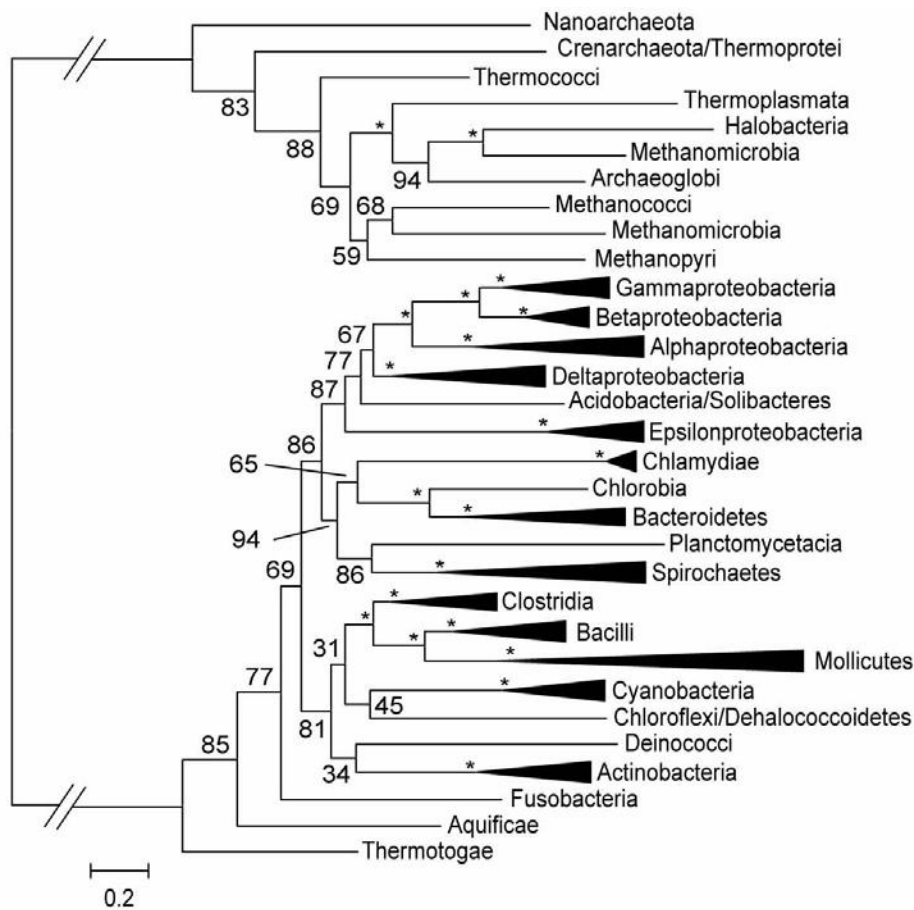 Nanoarchaeota
Crenarchaeota/Thermoprotei
Thermococci
83
Thermoplasmata
*
Halobacteria
*
88
Methanomicrobia
94
Archaeoglobi
69
68
Methanococci
Methanomicrobia
59
Methanopyri
*
*
Gammaproteobacteria
*
*
Betaproteobacteria
67
*
Alphaproteobacteria
77
*
Deltaproteobacteria
87
Acidobacteria/Solibacteres
*
Epsilonproteobacteria
86
65
*
Chlamydiae
*
Chlorobia
*
Bacteroidetes
94
Planctomycetacia
69
86
*
Spirochaetes
*
*
Clostridia
*
*
Bacilli
31
*
Mollicutes
77
*
Cyanobacteria
45
81
Chloroflexi/Dehalococcoidetes
85
Deinococci
34
*
Actinobacteria
Fusobacteria
Aquificae
Thermotogae
0.2